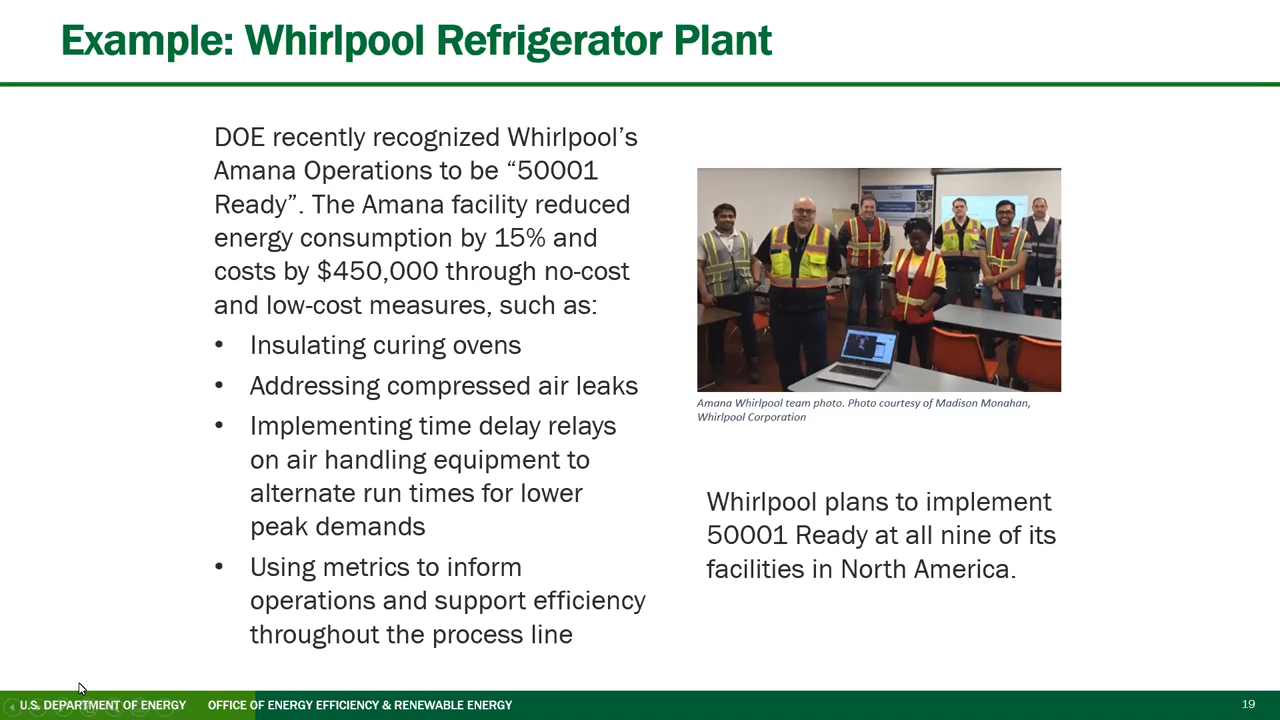 Example: Whirlpool Refrigerator Plant
DOE recently recognized Whirlpool’s
Amana Operations to be “50001
Ready”. The Amana facility reduced
energy consumption by 15% and
costs by $450,000 through no-cost
and low-cost measures, such as:
• Insulating curing ovens
• Addressing compressed air leaks
• Implementing time delay relays
on air handling equipment to
alternate run times for lower
peak demands
• Using metrics to inform
operations and support efficiency
throughout the process line
Amana Whirlpool team photo. Photo courtesy of Madison Monahan,
Whirlpool Corporation
Whirlpool plans to implement
50001 Ready at all nine of its
facilities in North America.
U.S. DEPARTMENT OF ENERGY OFFICE OF ENERGY EFFICIENCY & RENEWABLE ENERGY
19